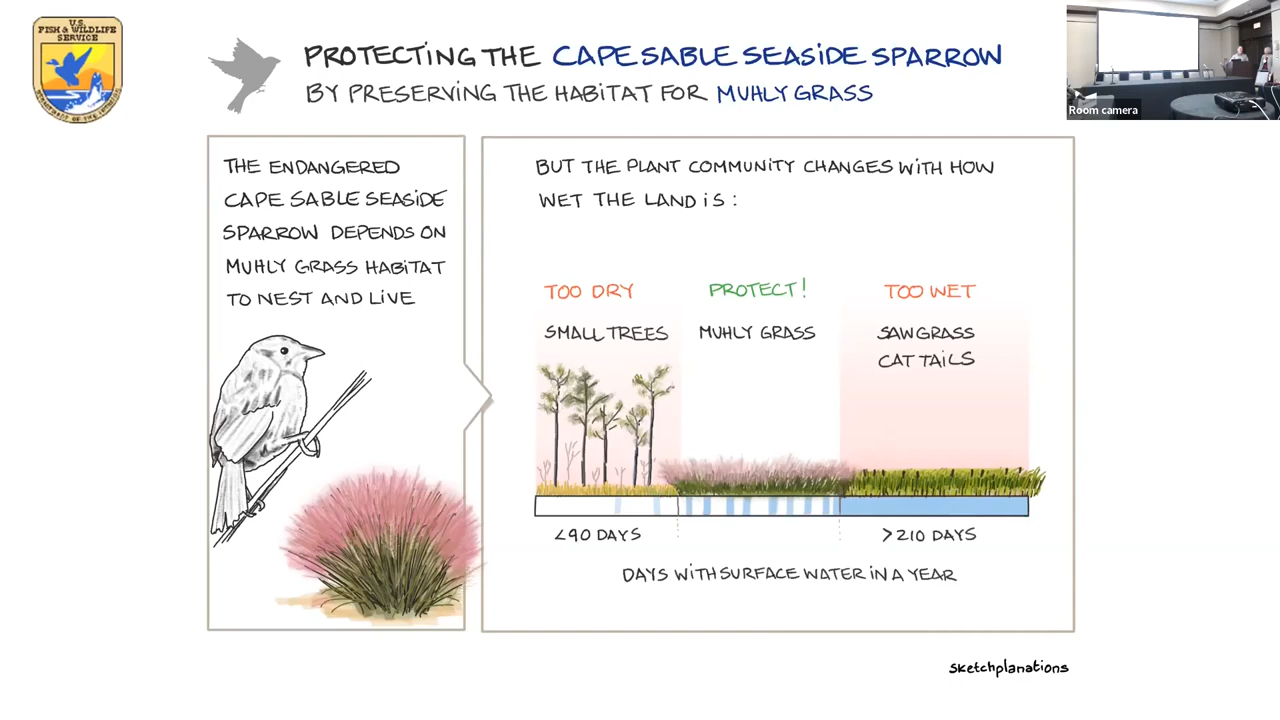 U.S.
FISH & WILDLIFE
SERVICE
PROTECTING THE CAPE SABLE SEASIDE SPARROW
BY PRESERVING THE HABITAT FOR MUHLY GRASS
Room camera
THE ENDANGERED
CAPE SABLE SEASIDE
SPARROW DEPENDS ON
MUHLY GRASS HABITAT
TO NEST AND LIVE
BUT THE PLANT COMMUNITY CHANGES WITH HOW
WET THE LAND IS :
TOO DRY
SMALL TREES
PROTECT!
MUHLY GRASS
TOO WET
SAWGRASS
CAT TAILS
<90 DAYS
>210 DAYS
DAYS WITH SURFACE WATER IN A YEAR
sketchplanations